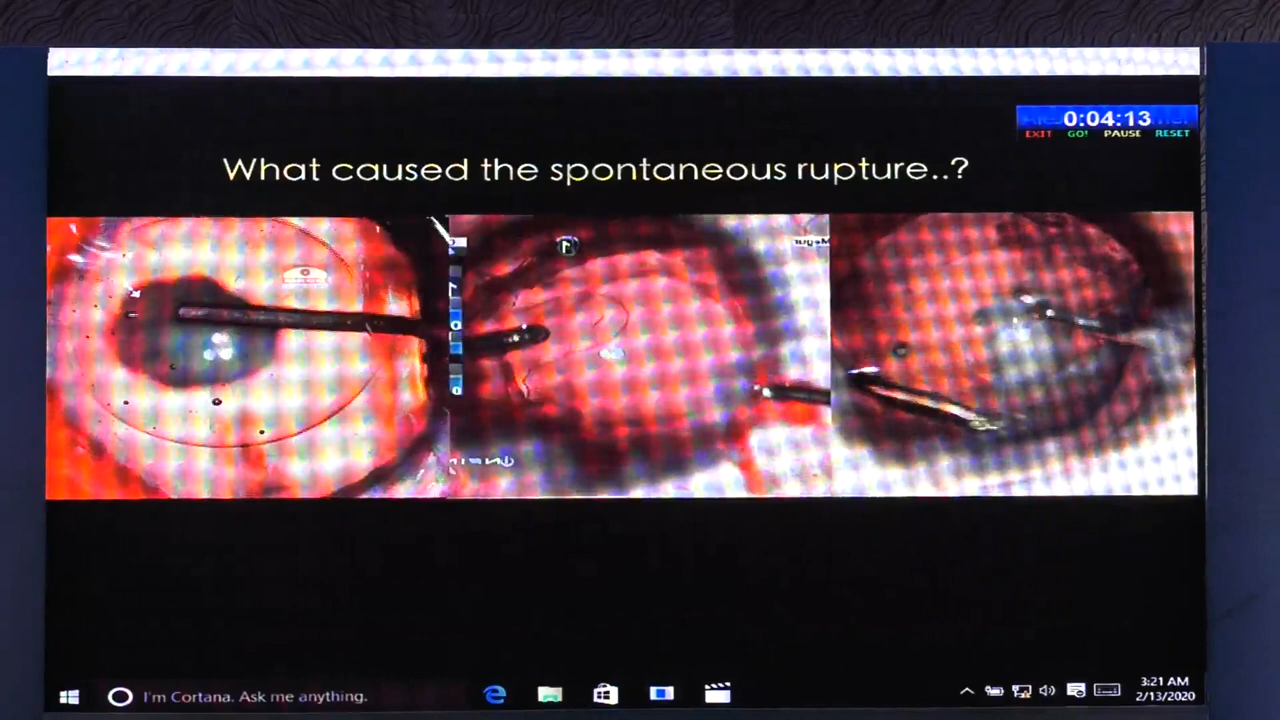 0:04:13
EXIT GO! PAUSE RESET
What caused the spontaneous rupture..?
I'm Cortana. Ask me anything.
3:21 AM
2/13/2020